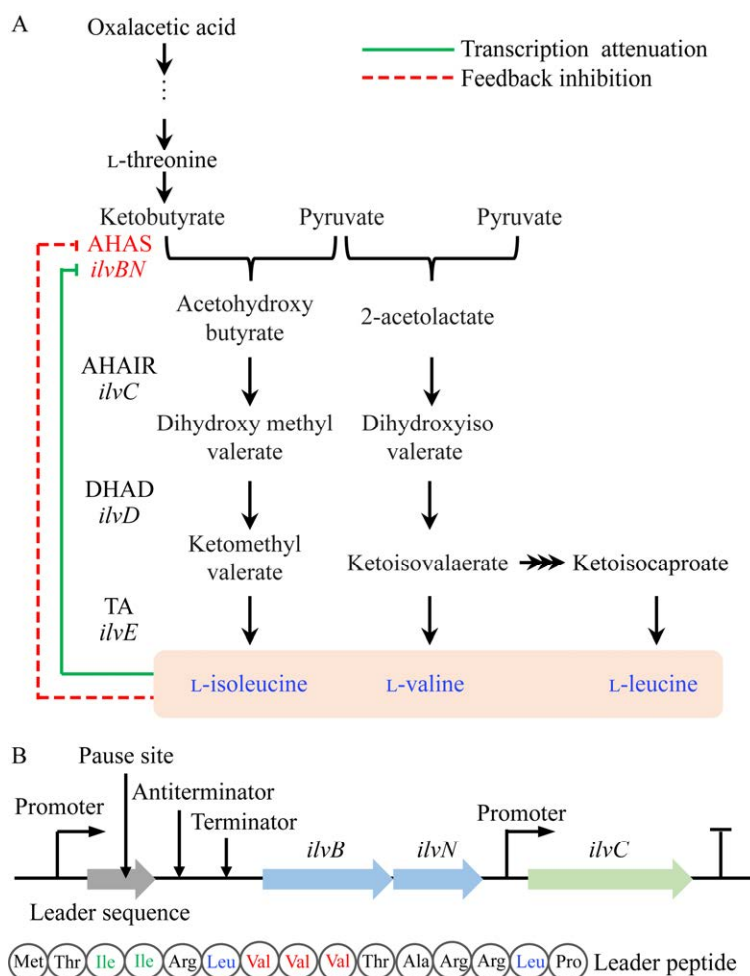 A
Oxalacetic acid
Transcription attenuation
Feedback inhibition
L-threonine
Ketobutyrate Pyruvate Pyruvate
AHAS
ilvBN
Acetohydroxy
butyrate
2-acetolactate
AHAIR
ilvC
Dihydroxy methyl
valerate
Dihydroxyiso
valerate
DHAD
ilvD
Ketomethyl
valerate
Ketoisovalaerate Ketoisocaproate
TA
ilvE
L-isoleucine L-valine L-leucine
B
Pause site
Antiterminator
Promoter
Terminator
Promoter
ilvB ilvN ilvC
Leader sequence
Met Thr Ile Ile Arg Leu Val Val Val Thr Ala Arg Arg Leu Pro Leader peptide